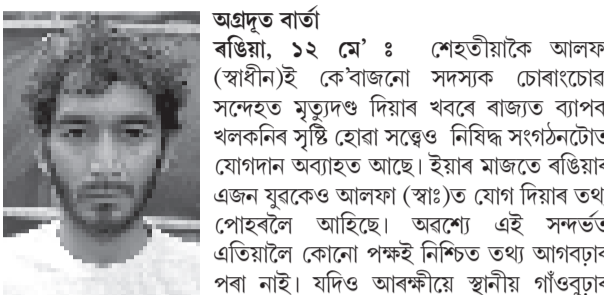 অগ্ৰদূত বাৰ্তা
ৰঙিয়া, ১২ মে' ঃ শেহতীয়াকৈ আলফা
(স্বাধীন)ই কে'বাজনো সদস্যক চোৰাংচোৱা
সন্দেহত মৃত্যুদণ্ড দিয়াৰ খবৰে ৰাজ্যত ব্যাপক
খলকনিৰ সৃষ্টি হোৱা সত্ত্বেও নিষিদ্ধ সংগঠনটোত
যোগদান অব্যাহত আছে। ইয়াৰ মাজতে ৰঙিয়াৰ
এজন যুৱকেও আলফা (স্বাঃ)ত যোগ দিয়াৰ তথ্য
পোহৰলৈ আহিছে। অৱশ্যে এই সন্দৰ্ভত
এতিয়ালৈ কোনো পক্ষই নিশ্চিত তথ্য আগবঢ়াব
পৰা নাই। যদিও আৰক্ষীয়ে স্থানীয় গাঁওবুঢ়াৰ